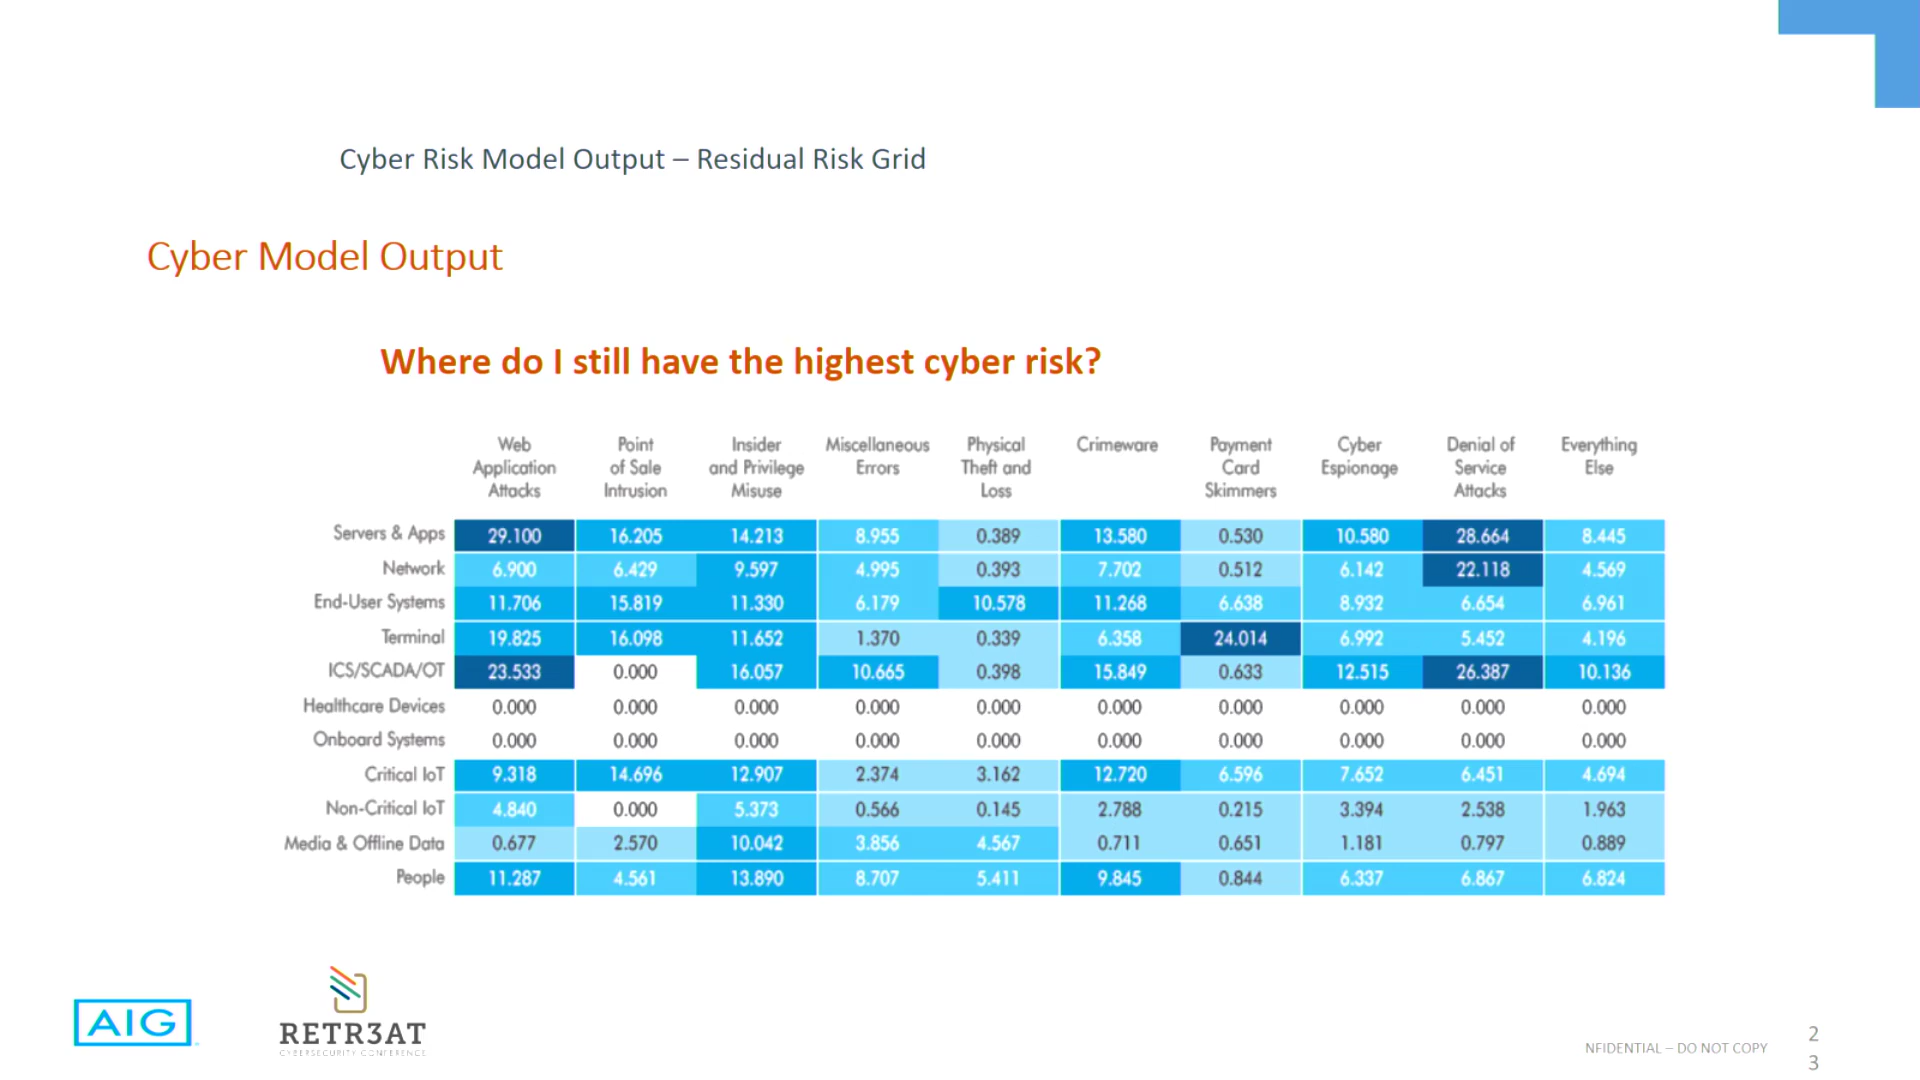 Cyber Risk Model Output – Residual Risk Grid
Cyber Model Output
Where do I still have the highest cyber risk?
Web Application Attacks
Point of Sale Intrusion
Insider and Privilege Misuse
Miscellaneous Errors
Physical Theft and Loss
Crimeware
Payment Card Skimmers
Cyber Espionage
Denial of Service Attacks
Everything Else
Servers & Apps 29.100 16.205 14.213 8.955 0.389 13.580 0.530 10.580 28.664 8.445
Network 6.900 6.429 9.597 4.995 0.393 7.702 0.512 6.142 22.118 4.569
End-User Systems 11.706 15.819 11.330 6.179 10.578 11.268 6.638 8.932 6.654 6.961
Terminal 19.825 16.098 11.652 1.370 0.339 6.358 24.014 6.992 5.452 4.196
ICS/SCADA/OT 23.533 0.000 16.057 10.665 0.398 15.849 0.633 12.515 26.387 10.136
Healthcare Devices 0.000 0.000 0.000 0.000 0.000 0.000 0.000 0.000 0.000 0.000
Onboard Systems 0.000 0.000 0.000 0.000 0.000 0.000 0.000 0.000 0.000 0.000
Critical IoT 9.318 14.696 12.907 2.374 3.162 12.720 6.596 7.652 6.451 4.694
Non-Critical IoT 4.840 0.000 5.373 0.566 0.145 2.788 0.215 3.394 2.538 1.963
Media & Offline Data 0.677 2.570 10.042 3.856 4.567 0.711 0.651 1.181 0.797 0.889
People 11.287 4.561 13.890 8.707 5.411 9.845 0.844 6.337 6.867 6.824
AIG
RETR3AT
CYBERSECURITY CONFERENCE
NFIDENTIAL – DO NOT COPY
2
3